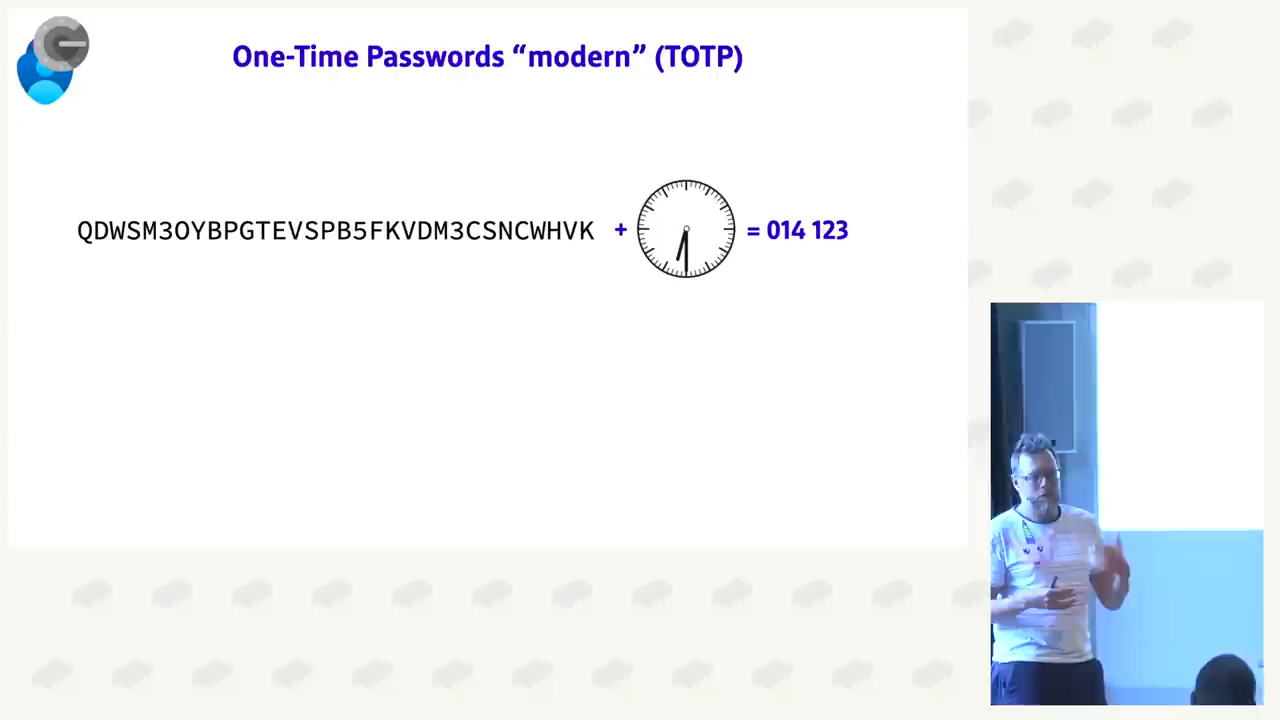 One-Time Passwords “modern” (TOTP)
QDWSM3OYBPGTEVSPB5FKVDM3CSNCWHVK + = 014 123